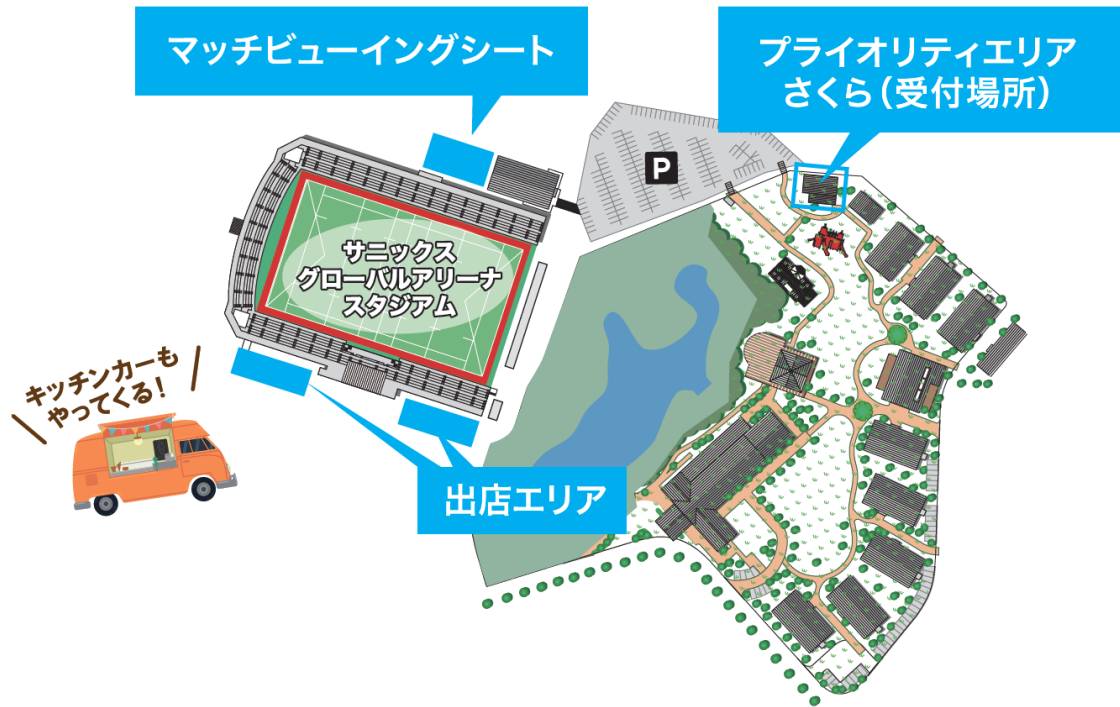 マッチビューイングシート
プライオリティエリア
さくら（受付場所）
P
サニックス
グローバルアリーナ
スタジアム
キッチンカーも
やってくる！
出店エリア